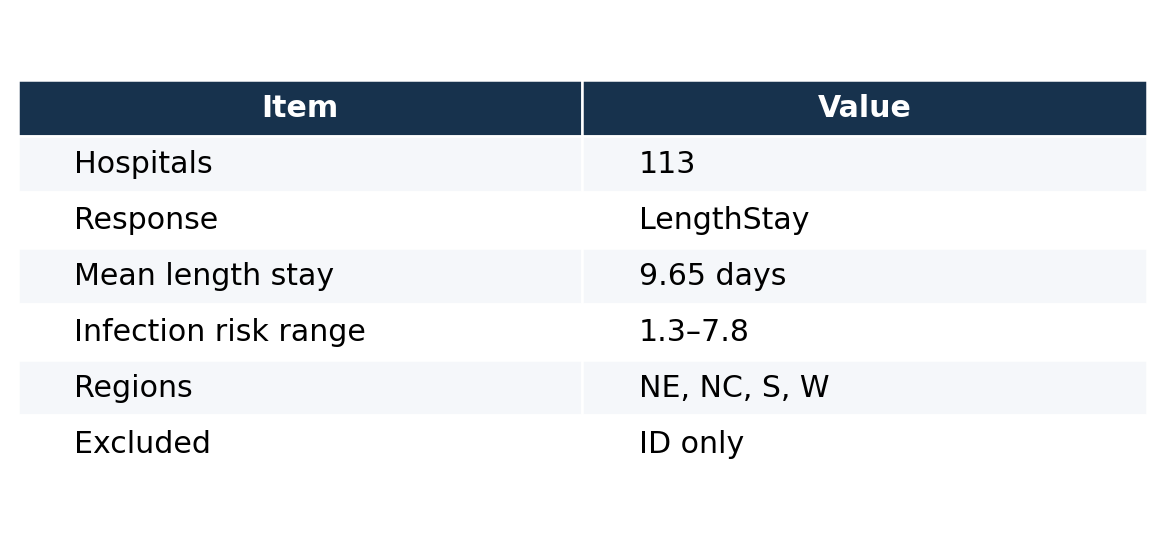 Item Value
Hospitals 113
Response LengthStay
Mean length stay 9.65 days
Infection risk range 1.3–7.8
Regions NE, NC, S, W
Excluded ID only